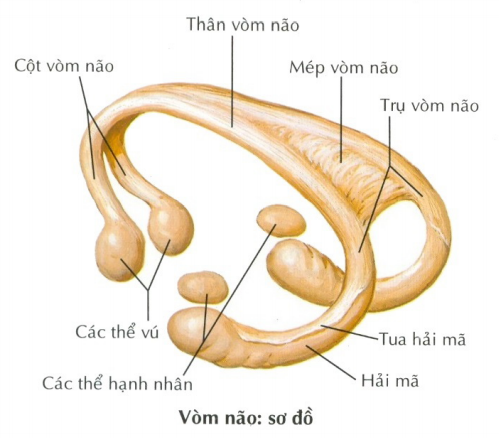 Thân vòm não
Cột vòm não
Mép vòm não
Trụ vòm não
Các thể vú
Tua hải mã
Các thể hạnh nhân
Hải mã
Vòm não: sơ đồ